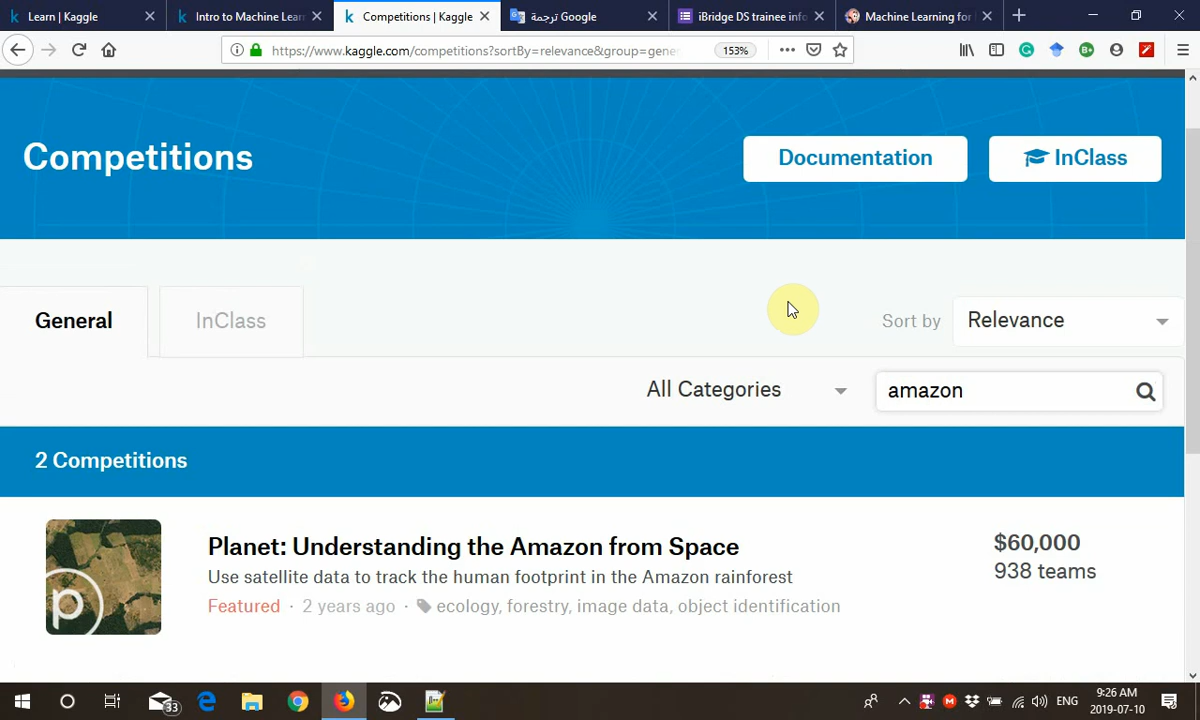 Learn | Kaggle
Intro to Machine Lear
Competitions | Kaggle
ترجمة Google
iBridge DS trainee info
Machine Learning for
https://www.kaggle.com/competitions?sortBy=relevance&group=gene
153%
Competitions
Documentation
InClass
General
InClass
Sort by
Relevance
All Categories
amazon
2 Competitions
Planet: Understanding the Amazon from Space
Use satellite data to track the human footprint in the Amazon rainforest
Featured · 2 years ago · ecology, forestry, image data, object identification
$60,000
938 teams
33
ENG
9:26 AM
2019-07-10